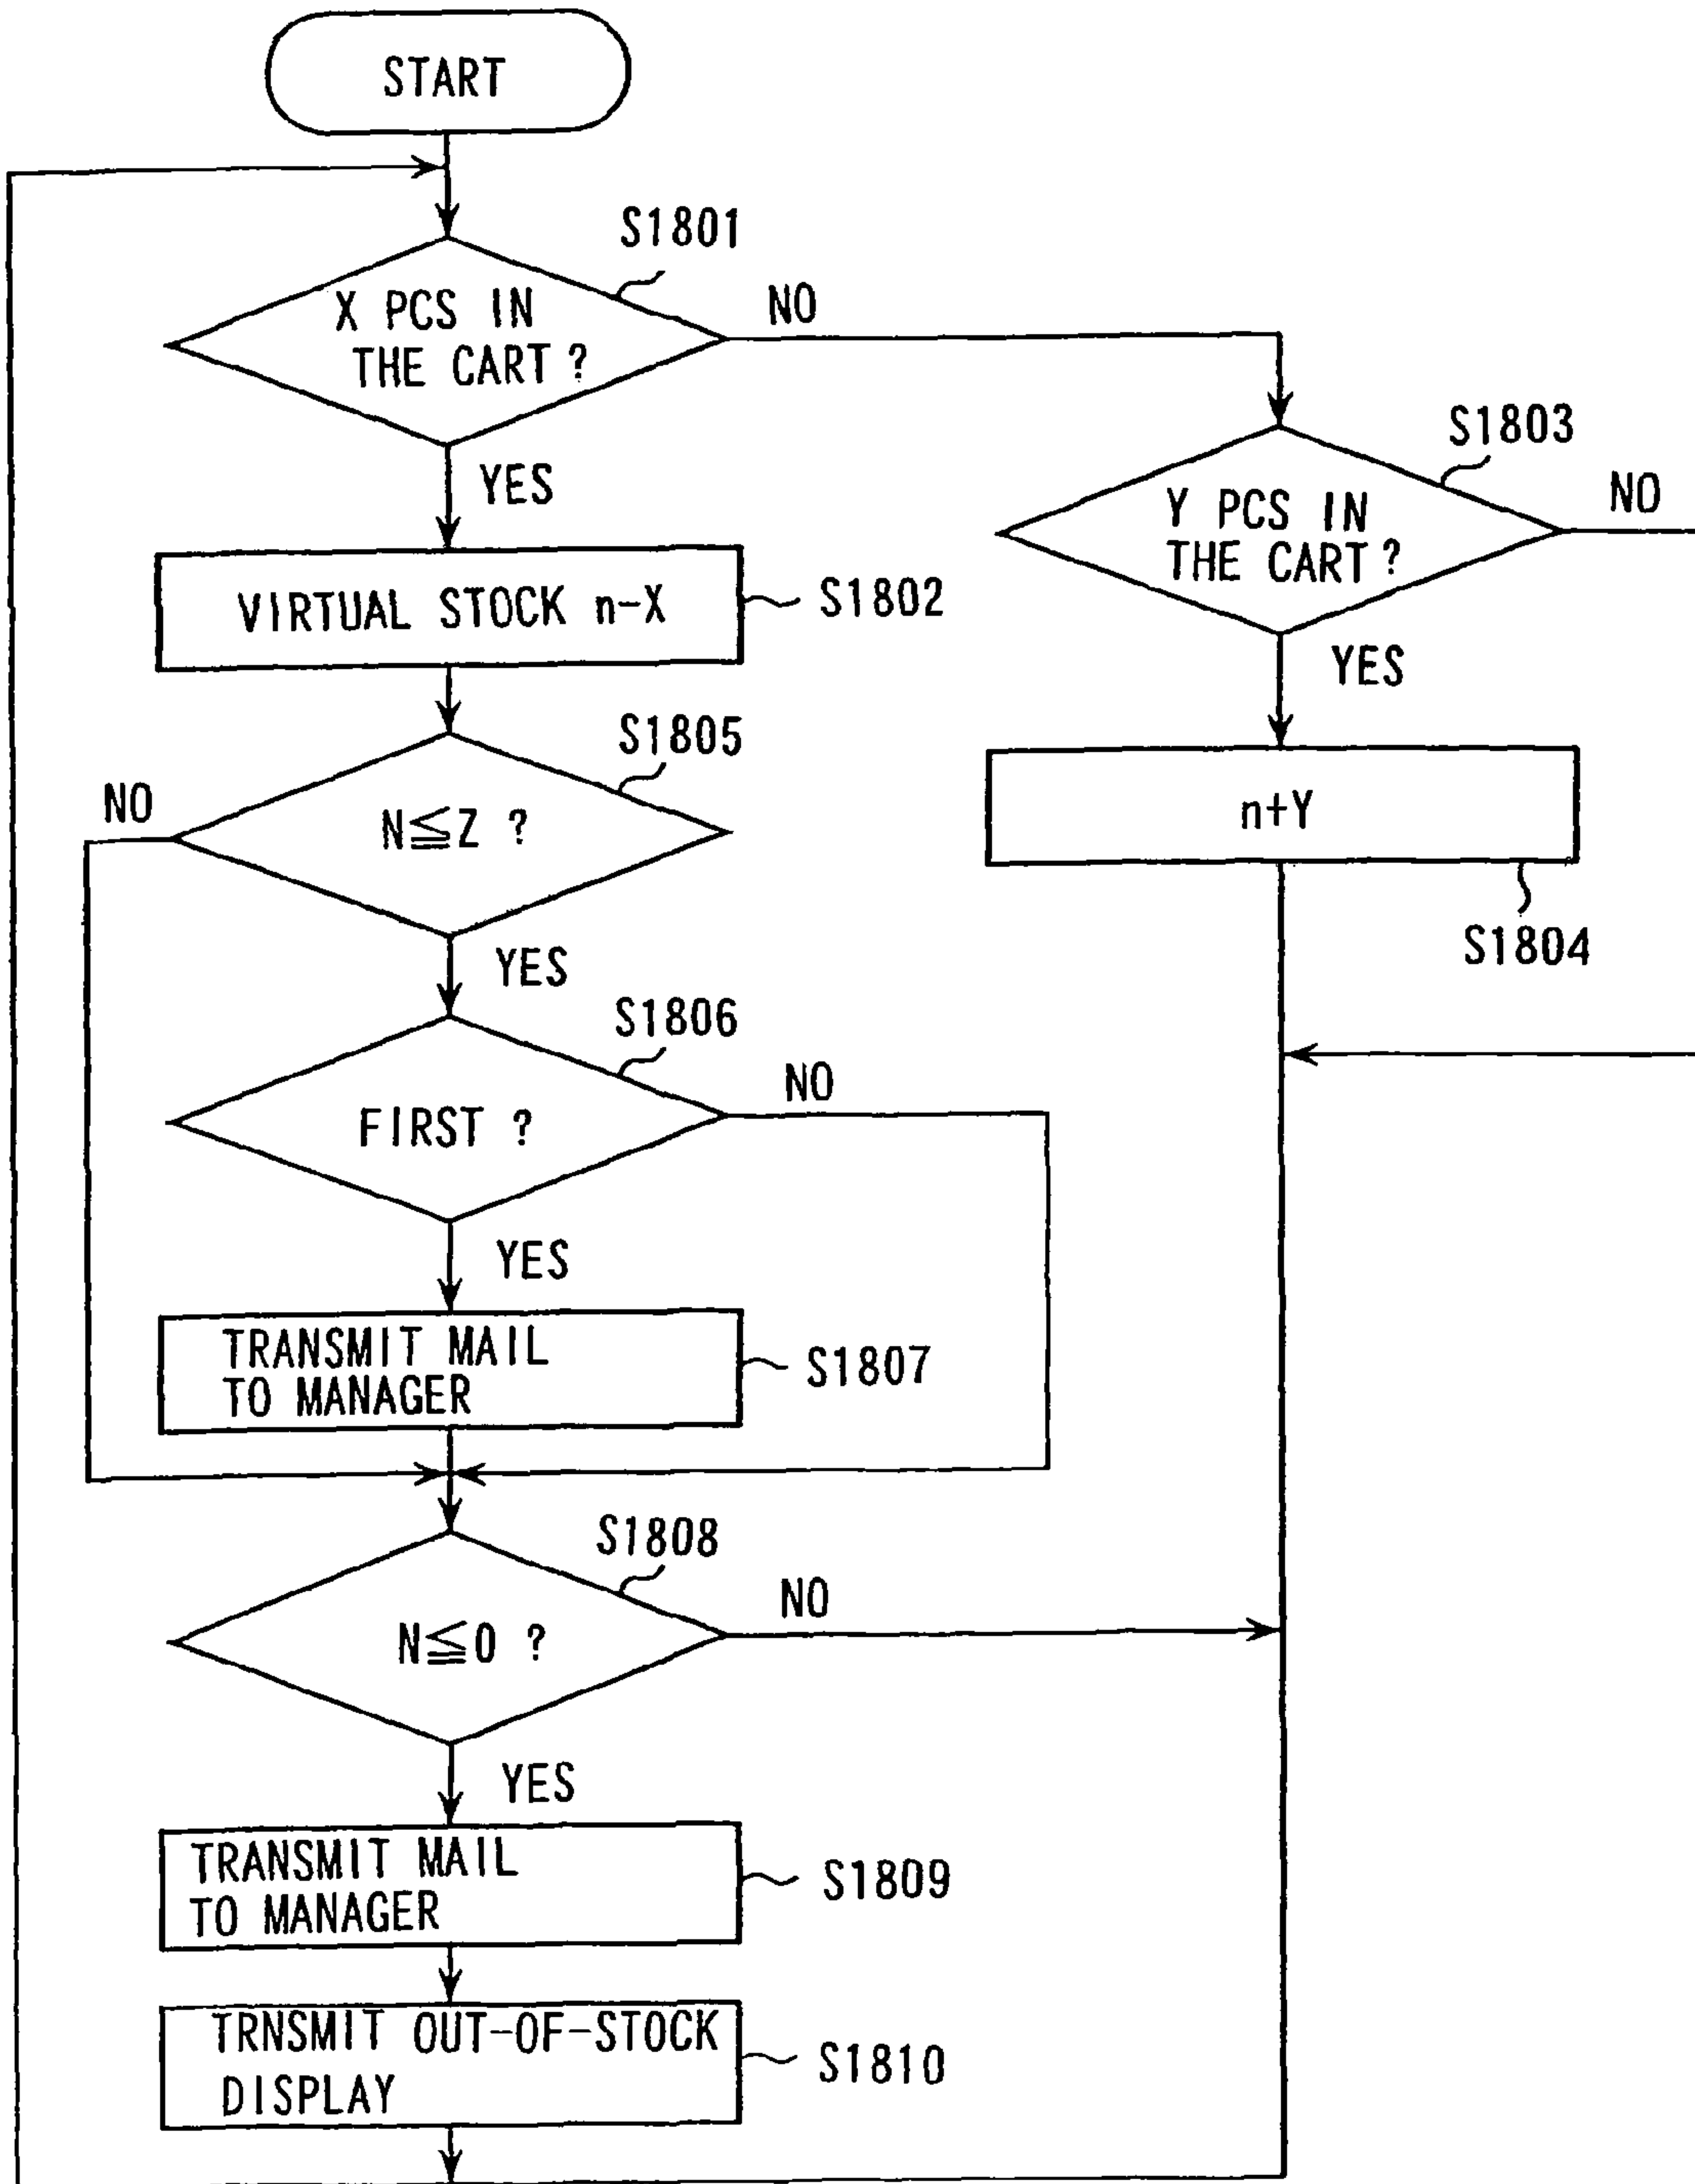 START
S1801
X PCS IN
THE CART ?
NO
YES
S1803
Y PCS IN
THE CART ?
NO
YES
VIRTUAL STOCK n-X
S1802
n+Y
S1804
S1805
N≦Z ?
NO
YES
S1806
FIRST ?
NO
YES
TRANSMIT MAIL
TO MANAGER
S1807
S1808
N≦0 ?
NO
YES
TRANSMIT MAIL
TO MANAGER
S1809
TRNSMIT OUT-OF-STOCK
DISPLAY
S1810